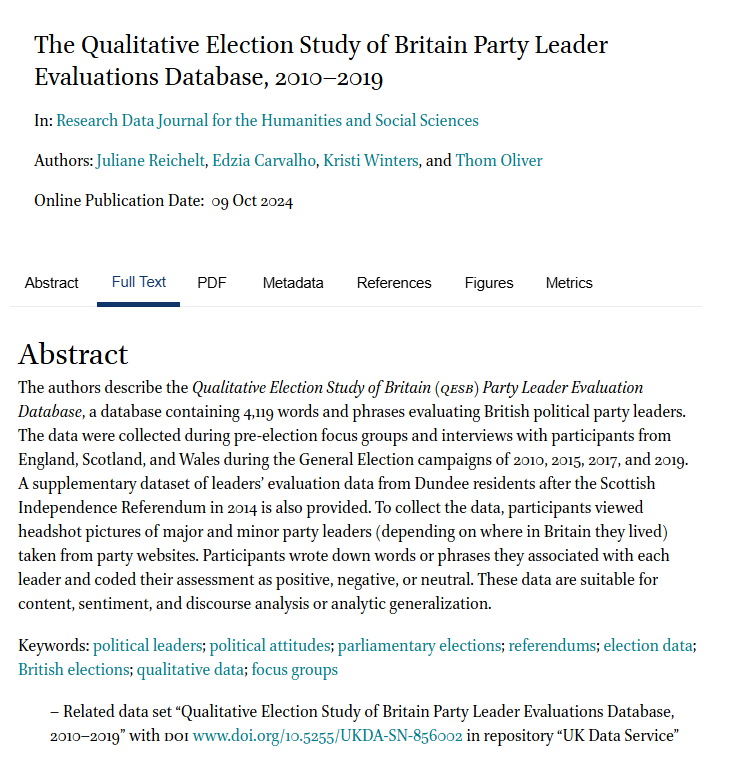 The Qualitative Election Study of Britain Party Leader
Evaluations Database, 2010–2019
In: Research Data Journal for the Humanities and Social Sciences
Authors: Juliane Reichelt, Edzia Carvalho, Kristi Winters, and Thom Oliver
Online Publication Date: 09 Oct 2024
Abstract Full Text PDF Metadata References Figures Metrics
Abstract
The authors describe the Qualitative Election Study of Britain (QESB) Party Leader Evaluation
Database, a database containing 4,119 words and phrases evaluating British political party leaders.
The data were collected during pre-election focus groups and interviews with participants from
England, Scotland, and Wales during the General Election campaigns of 2010, 2015, 2017, and 2019.
A supplementary dataset of leaders’ evaluation data from Dundee residents after the Scottish
Independence Referendum in 2014 is also provided. To collect the data, participants viewed
headshot pictures of major and minor party leaders (depending on where in Britain they lived)
taken from party websites. Participants wrote down words or phrases they associated with each
leader and coded their assessment as positive, negative, or neutral. These data are suitable for
content, sentiment, and discourse analysis or analytic generalization.
Keywords: political leaders; political attitudes; parliamentary elections; referendums; election data;
British elections; qualitative data; focus groups
– Related data set “Qualitative Election Study of Britain Party Leader Evaluations Database,
2010–2019” with DOI www.doi.org/10.5255/UKDA-SN-856002 in repository “UK Data Service”